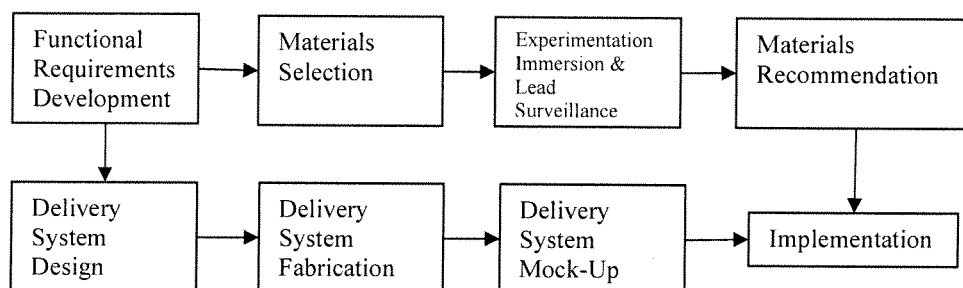 Functional
Requirements
Development
Materials
Selection
Experimentation
Immersion &
Lead
Surveillance
Materials
Recommendation
Delivery
System
Design
Delivery
System
Fabrication
Delivery
System
Mock-Up
Implementation